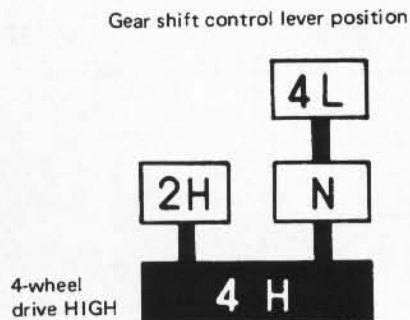 Gear shift control lever position
4L
2H N
4-wheel
drive HIGH
4 H